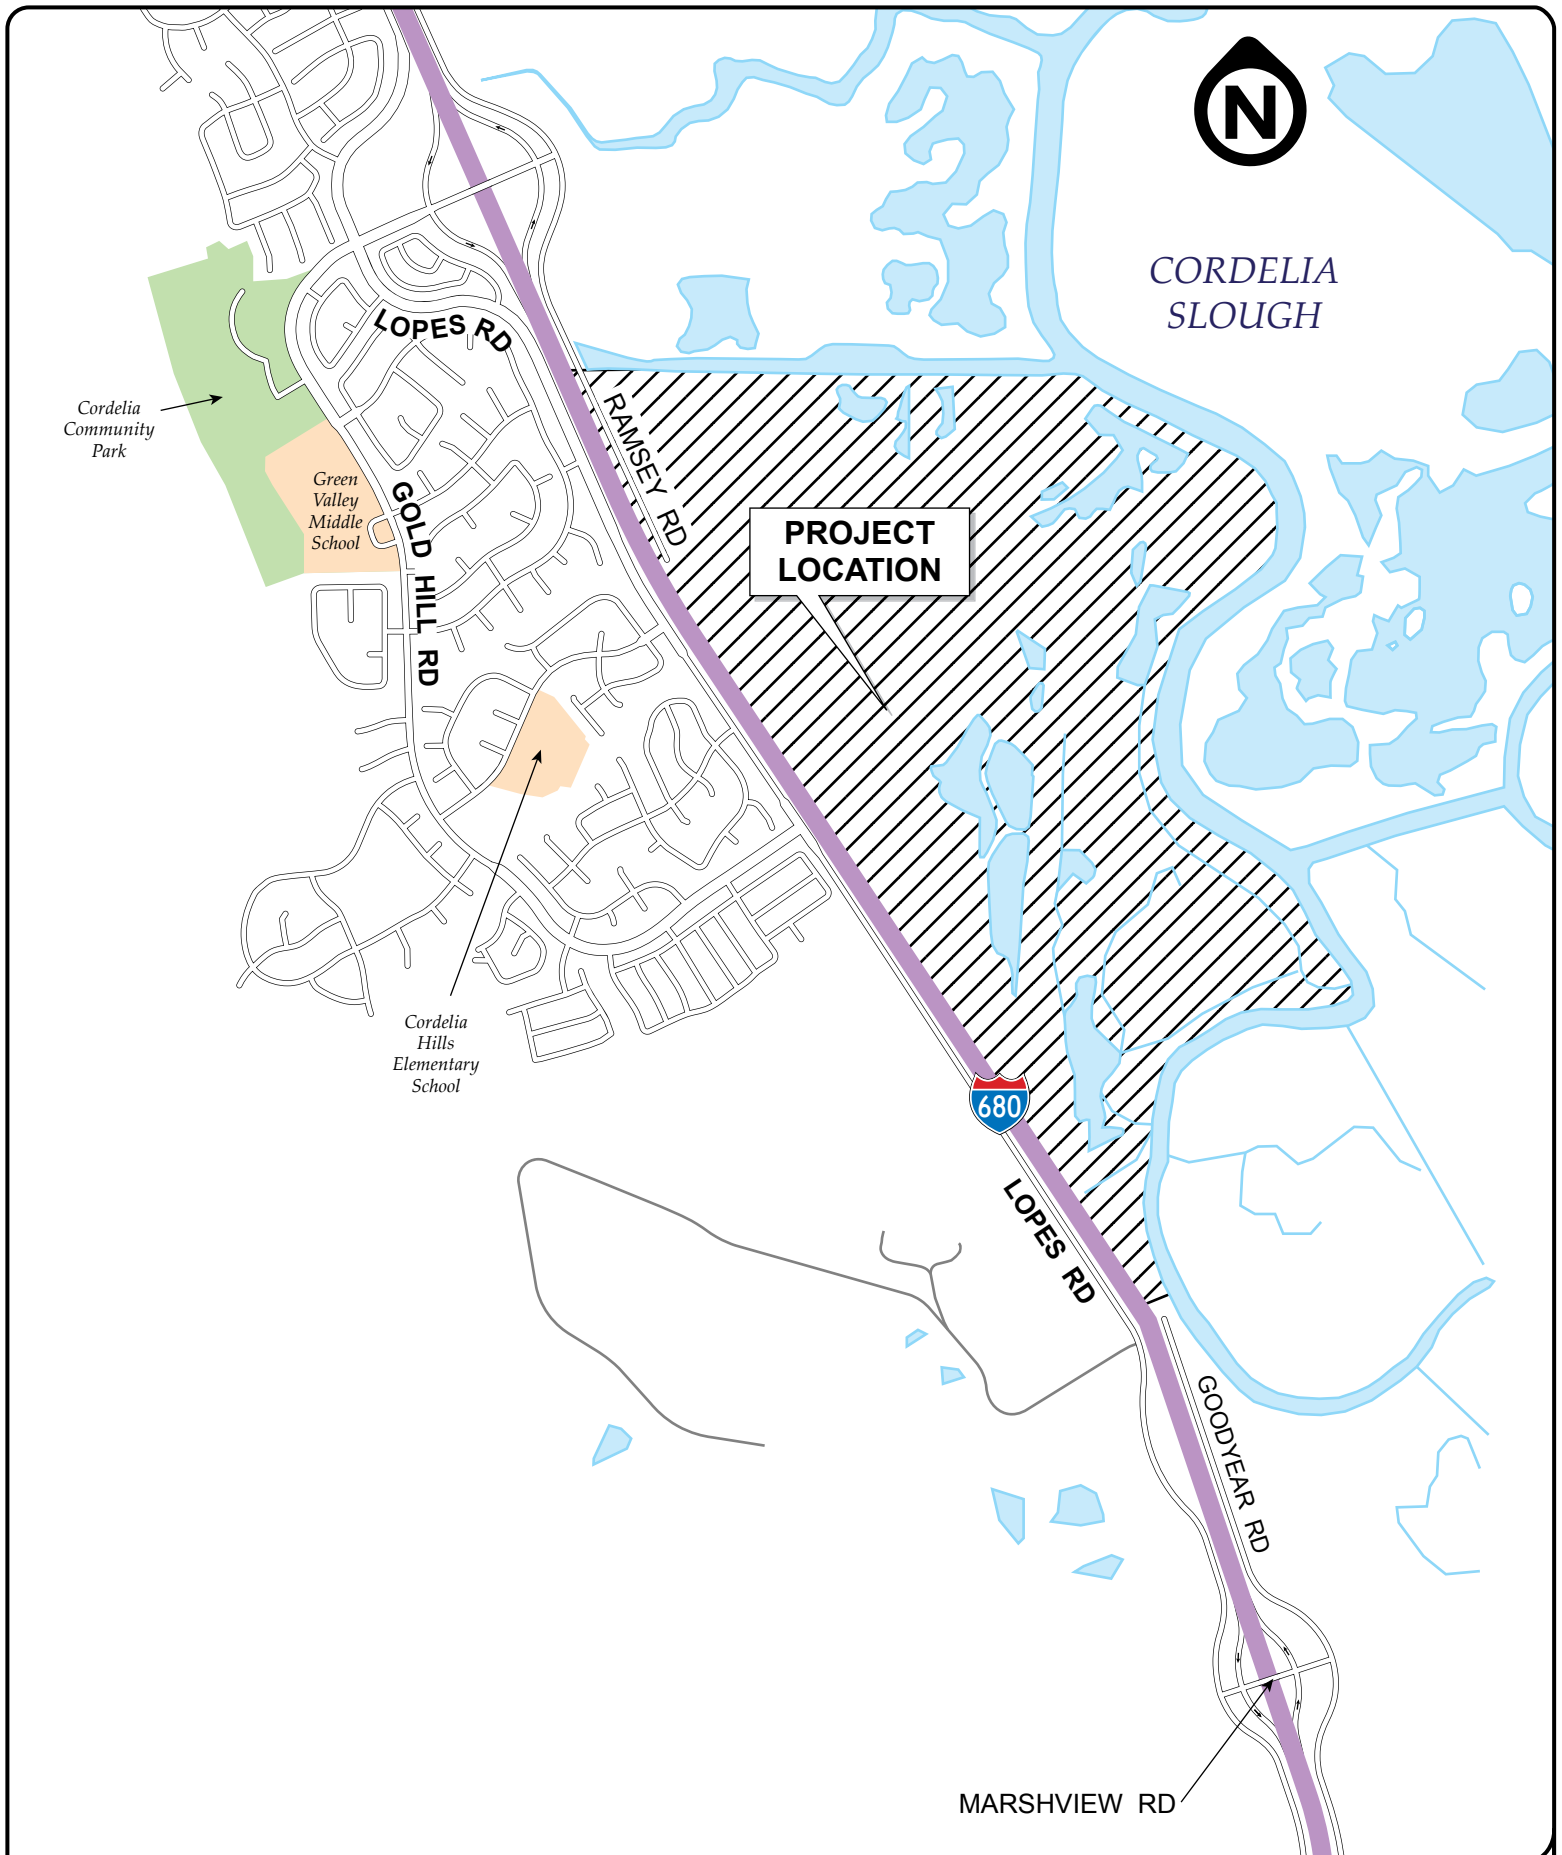 N
CORDELIA
SLOUGH
LOPES RD
RAMSEY RD
Cordelia
Community
Park
Green
Valley
Middle
School
GOLD HILL RD
PROJECT
LOCATION
Cordelia
Hills
Elementary
School
680
LOPES RD
GOODYEAR RD
MARSHVIEW RD